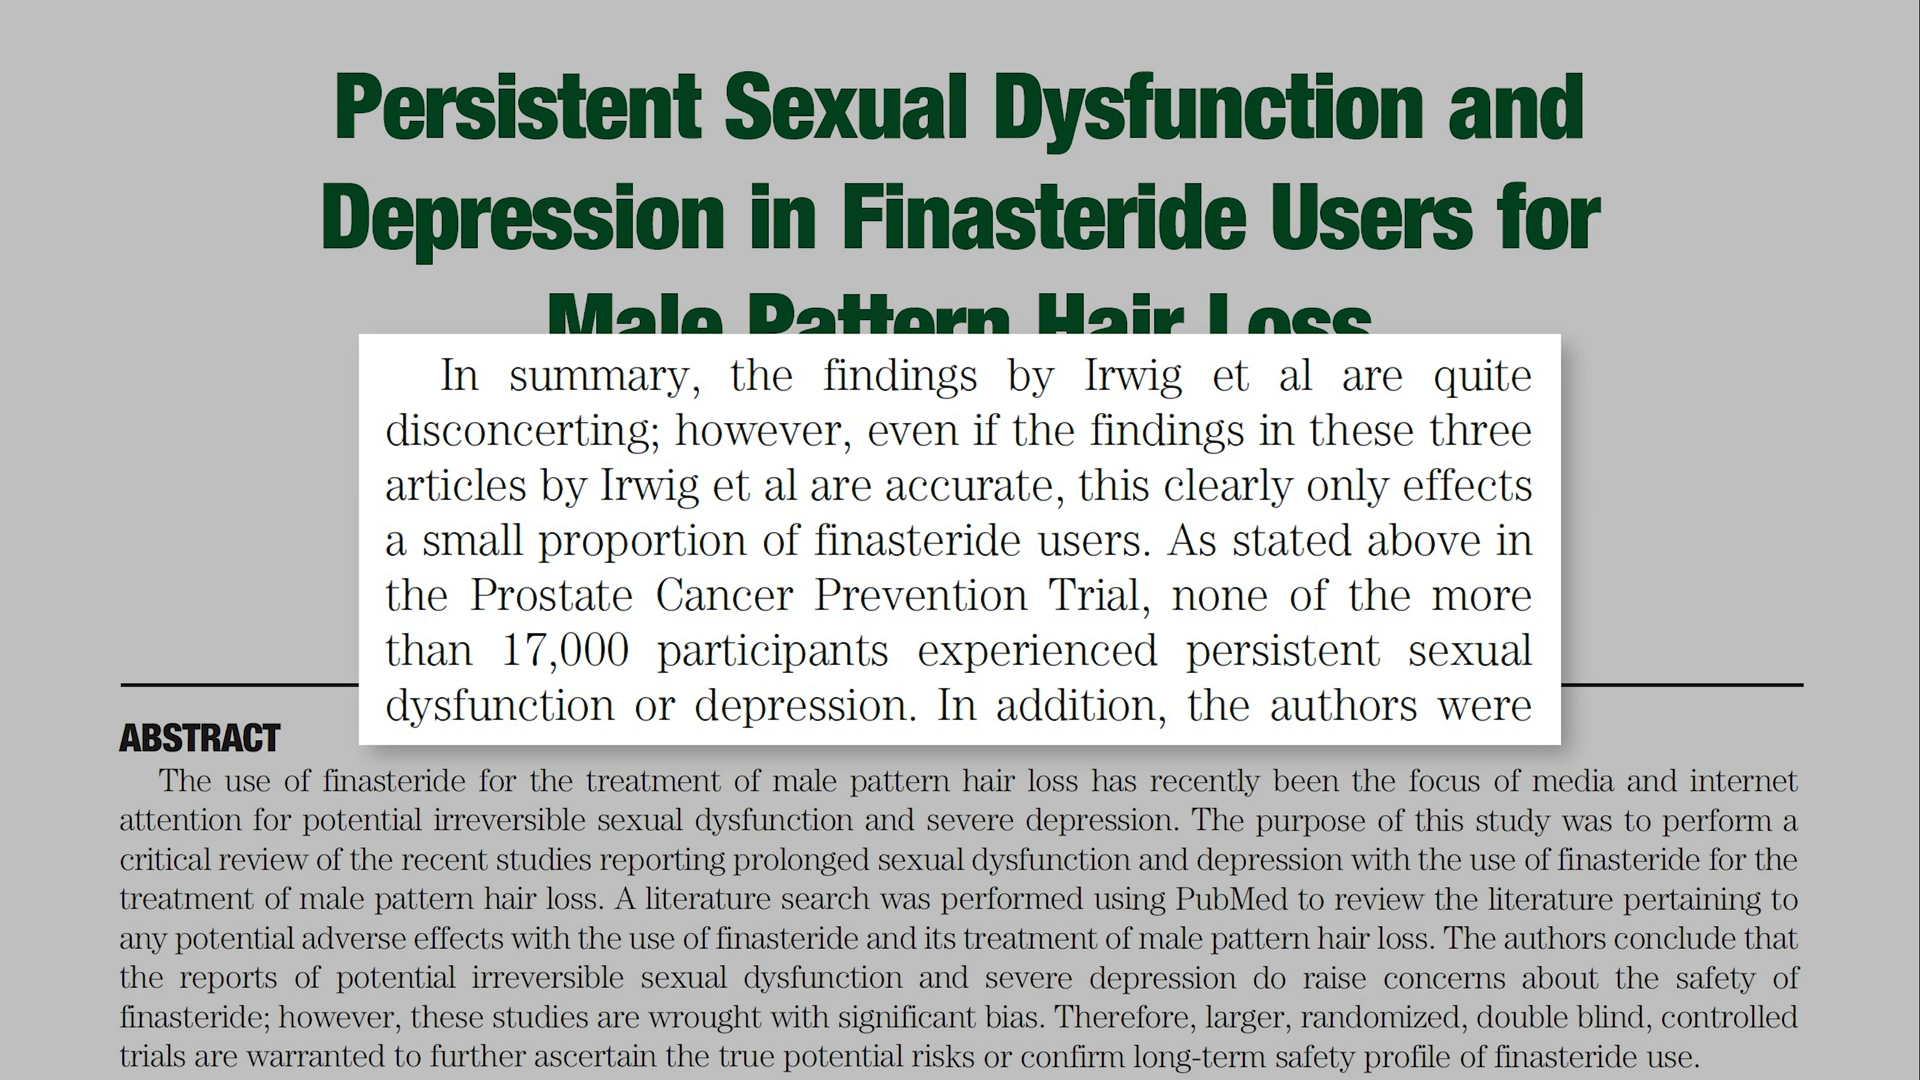 Persistent Sexual Dysfunction and
Depression in Finasteride Users for
Male Pattern Hair Loss
In summary, the findings by Irwig et al are quite
disconcerting; however, even if the findings in these three
articles by Irwig et al are accurate, this clearly only effects
a small proportion of finasteride users. As stated above in
the Prostate Cancer Prevention Trial, none of the more
than 17,000 participants experienced persistent sexual
dysfunction or depression. In addition, the authors were
ABSTRACT
The use of finasteride for the treatment of male pattern hair loss has recently been the focus of media and internet
attention for potential irreversible sexual dysfunction and severe depression. The purpose of this study was to perform a
critical review of the recent studies reporting prolonged sexual dysfunction and depression with the use of finasteride for the
treatment of male pattern hair loss. A literature search was performed using PubMed to review the literature pertaining to
any potential adverse effects with the use of finasteride and its treatment of male pattern hair loss. The authors conclude that
the reports of potential irreversible sexual dysfunction and severe depression do raise concerns about the safety of
finasteride; however, these studies are wrought with significant bias. Therefore, larger, randomized, double blind, controlled
trials are warranted to further ascertain the true potential risks or confirm long-term safety profile of finasteride use.